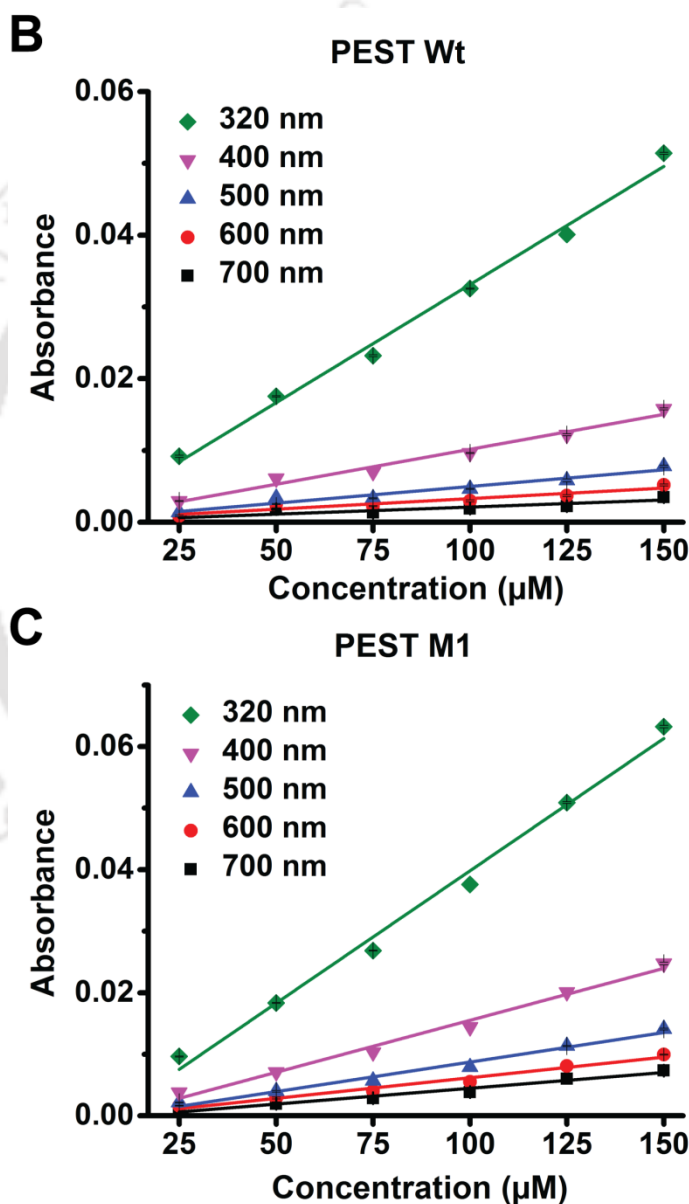 B
PEST Wt
0.06
0.04
0.02
0.00
Absorbance
320 nm
400 nm
500 nm
600 nm
700 nm
25 50 75 100 125 150
Concentration (µM)
C
PEST M1
0.06
0.04
0.02
0.00
Absorbance
320 nm
400 nm
500 nm
600 nm
700 nm
25 50 75 100 125 150
Concentration (µM)